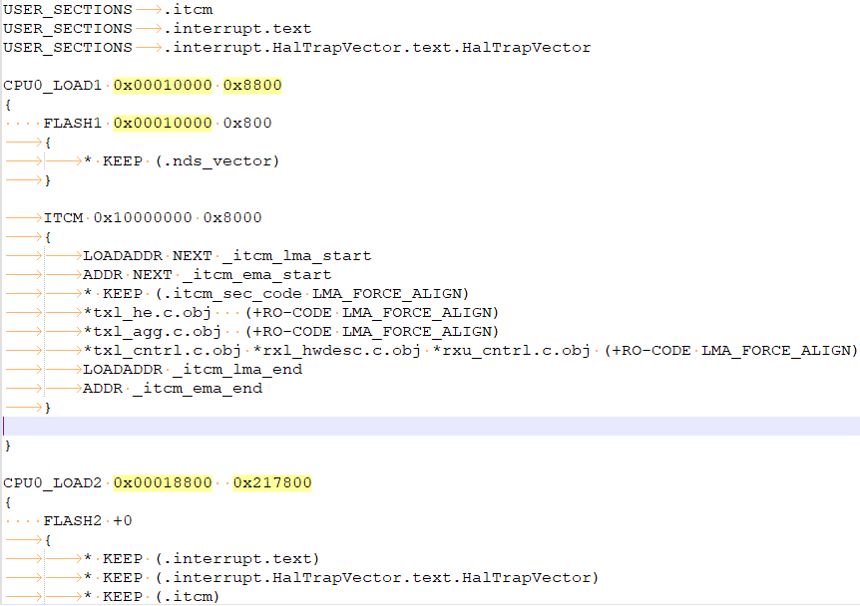 USER_SECTIONS .itcm
USER_SECTIONS .interrupt.text
USER_SECTIONS .interrupt.HalTrapVector.text.HalTrapVector
CPU0_LOAD1 0x00010000 0x8800
{
FLASH1 0x00010000 0x800
{
* KEEP (.nds_vector)
}
ITCM 0x10000000 0x8000
{
LOADADDR NEXT _itcm_lma_start
ADDR NEXT _itcm_ema_start
* KEEP (.itcm_sec_code LMA_FORCE_ALIGN)
*txl_he.c.obj   (+RO-CODE LMA_FORCE_ALIGN)
*txl_agg.c.obj  (+RO-CODE LMA_FORCE_ALIGN)
*txl_cntrl.c.obj *rxl_hwdesc.c.obj *rxu_cntrl.c.obj (+RO-CODE LMA_FORCE_ALIGN)
LOADADDR _itcm_lma_end
ADDR _itcm_ema_end
}
}
CPU0_LOAD2 0x00018800  0x217800
{
FLASH2 +0
{
* KEEP (.interrupt.text)
* KEEP (.interrupt.HalTrapVector.text.HalTrapVector)
* KEEP (.itcm)